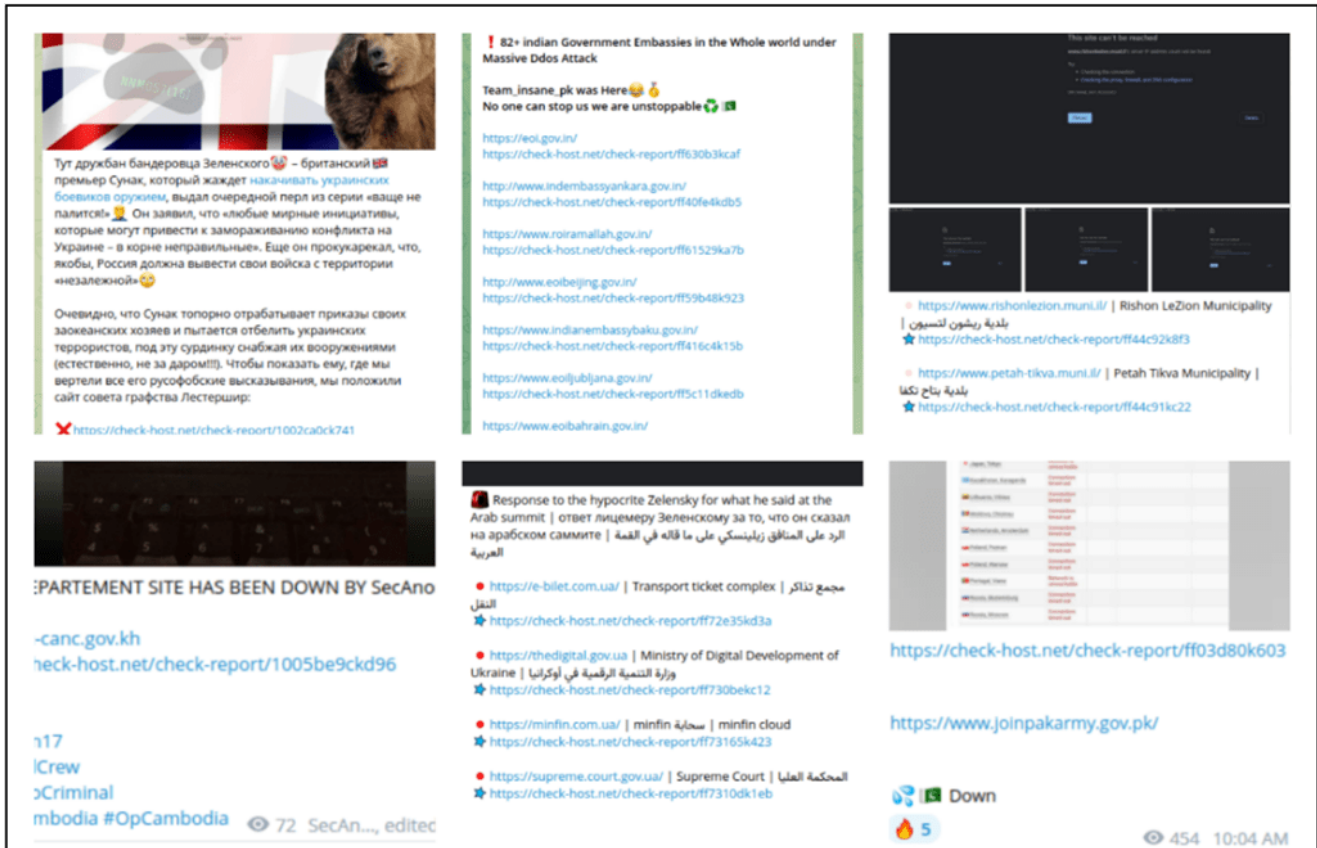 NNM057(16)
Тут дружбан бандеровца Зеленского🤡 – британский🇬🇧
премьер Сунак, который жаждет накачивать украинских
боевиков оружием, выдал очередной перл из серии «ваще не
палится!»🤦 Он заявил, что «любые мирные инициативы,
которые могут привести к замораживанию конфликта на
Украине – в корне неправильные». Еще он прокукарекал, что,
якобы, Россия должна вывести свои войска с территории
«незалежной»🙄
Очевидно, что Сунак топорно отрабатывает приказы своих
заокеанских хозяев и пытается отбелить украинских
террористов, под эту сурдинку снабжая их вооружениями
(естественно, не за даром!!!). Чтобы показать ему, где мы
вертели все его русофобские высказывания, мы положили
сайт совета графства Лестершир:
❌https://check-host.net/check-report/1002ca0ck741
❗ 82+ indian Government Embassies in the Whole world under
Massive Ddos Attack
Team_insane_pk was Here😂🥇
No one can stop us we are unstoppable♻️🇵🇰
https://eoi.gov.in/
https://check-host.net/check-report/ff630b3kcaf
http://www.indembassyankara.gov.in/
https://check-host.net/check-report/ff40fe4kdb5
https://www.roiramallah.gov.in/
https://check-host.net/check-report/ff61529ka7b
http://www.eoibeijing.gov.in/
https://check-host.net/check-report/ff59b48k923
https://www.indianembassybaku.gov.in/
https://check-host.net/check-report/ff416c4k15b
https://www.eoiljubljana.gov.in/
https://check-host.net/check-report/ff5c11dkedb
https://www.eoibahrain.gov.in/
This site can't be reached
https://www.rishonlezion.muni.il/ | Rishon LeZion Municipality
| بلدية ريشون لتسيون
https://check-host.net/check-report/ff44c92k8f3
https://www.petah-tikva.muni.il/ | Petah Tikva Municipality |
بلدية بتاح تكفا
https://check-host.net/check-report/ff44c91kc22
EPARTEMENT SITE HAS BEEN DOWN BY SecAno
-canc.gov.kh
heck-host.net/check-report/1005be9ckd96
n17
lCrew
oCriminal
mbodia #OpCambodia 72 SecAn..., edited
Response to the hypocrite Zelensky for what he said at the
Arab summit | ответ лицемеру Зеленскому за то, что он сказал
на арабском саммите | الرد على المنافق زيلينسكي على ما قاله في القمة
العربية
https://e-bilet.com.ua/ | Transport ticket complex | مجمع تذاكر
النقل
https://check-host.net/check-report/ff72e35kd3a
https://thedigital.gov.ua | Ministry of Digital Development of
Ukraine | وزارة التنمية الرقمية في أوكرانيا
https://check-host.net/check-report/ff730bekc12
https://minfin.com.ua/ | minfin سحابة | minfin cloud
https://check-host.net/check-report/ff73165k423
https://supreme.court.gov.ua/ | Supreme Court | المحكمة العليا
https://check-host.net/check-report/ff7310dk1eb
https://check-host.net/check-report/ff03d80k603
https://www.joinpakarmy.gov.pk/
💦🇵🇰 Down
🔥 5
454 10:04 AM